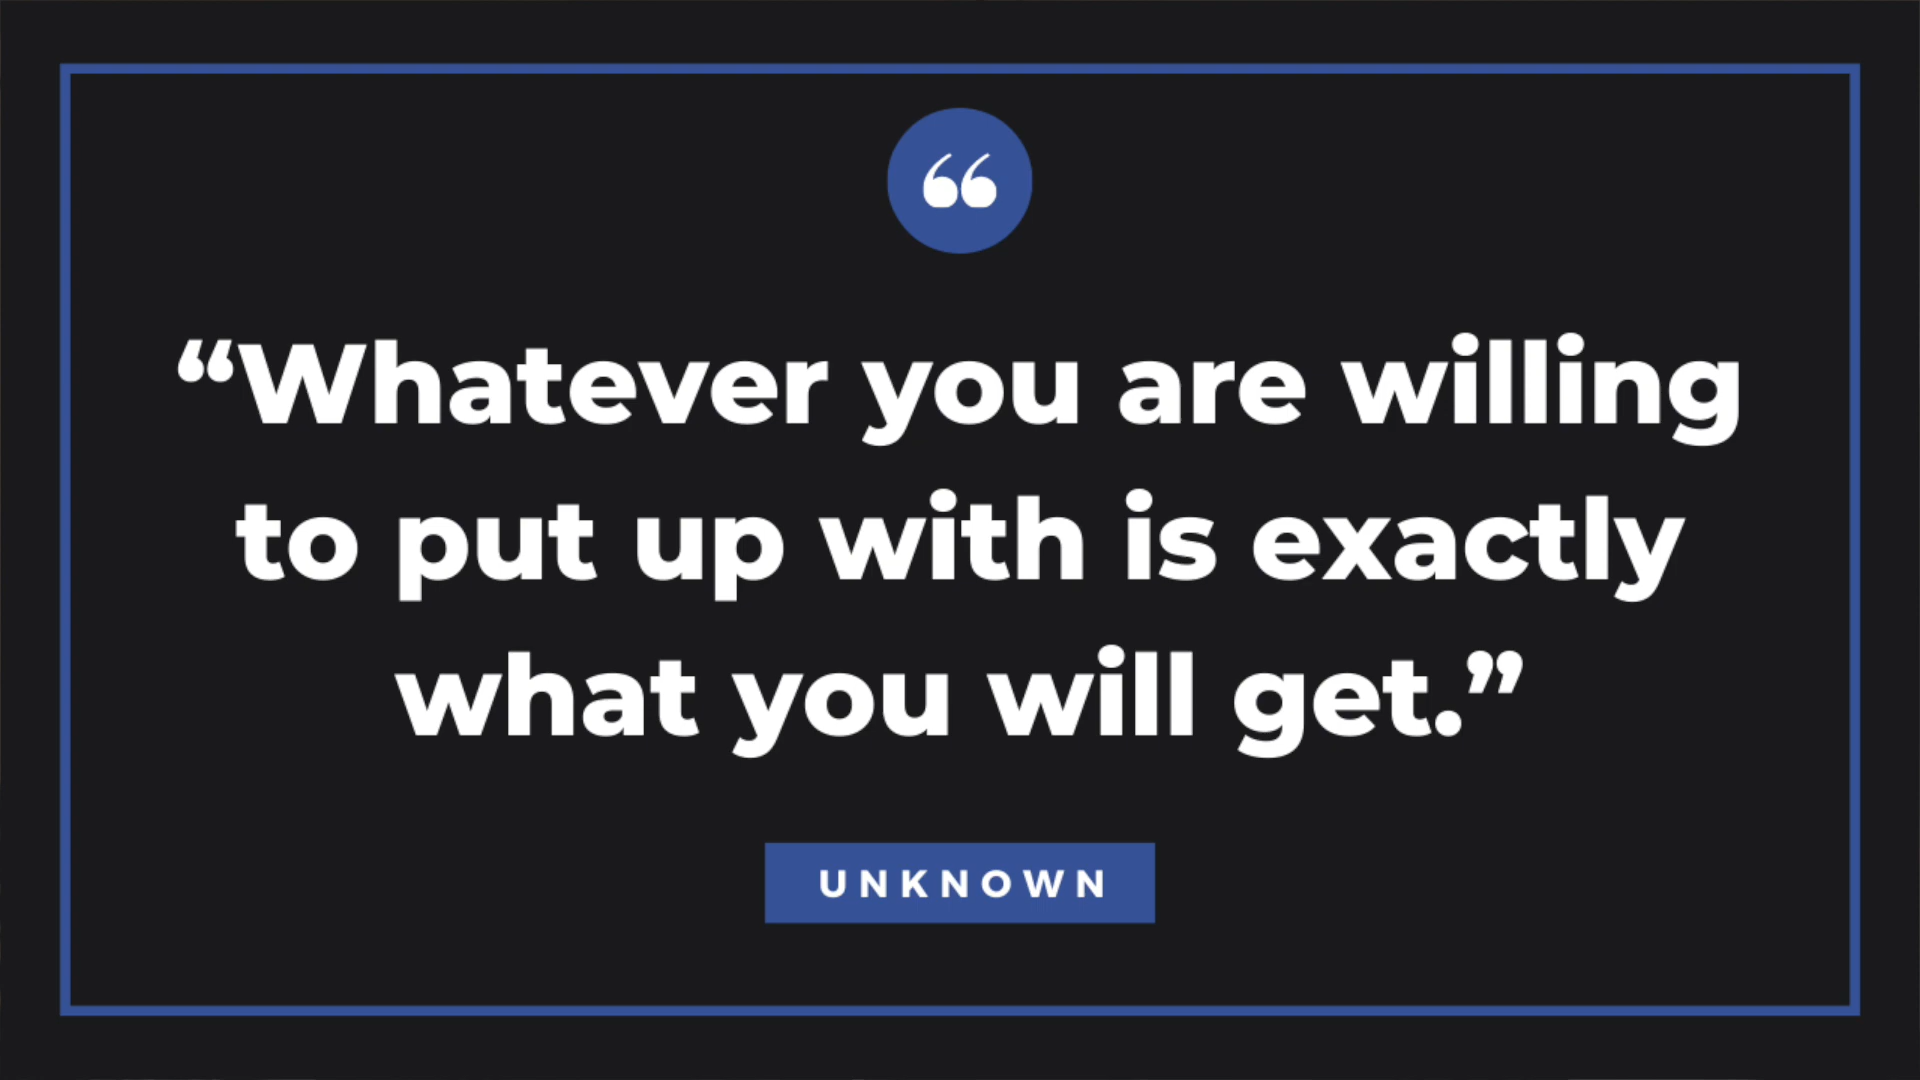 “
“Whatever you are willing
to put up with is exactly
what you will get.”
UNKNOWN